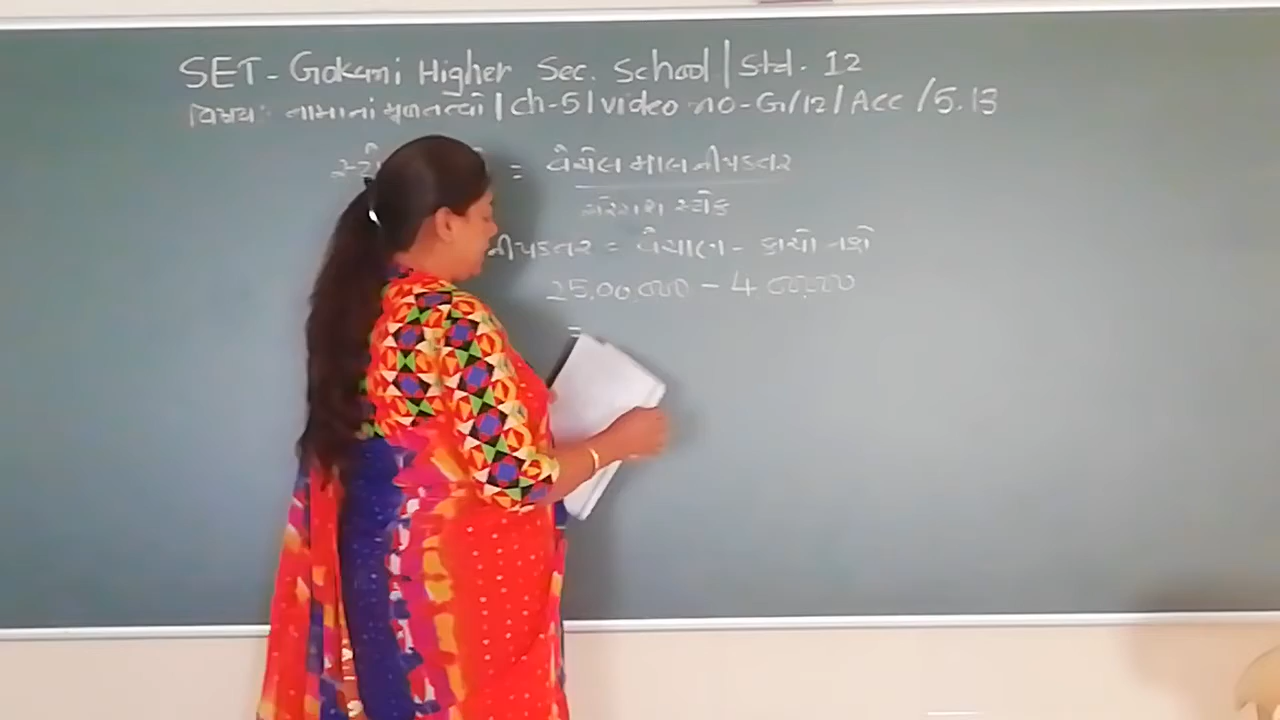 SET - Gokani Higher Sec. School | Std. 12
વિષય: નામાનાં મૂળતત્વો | Ch-5 | video no - G/12 / Acc / 5.13
= વેચેલ માલની પડતર
સરેરાશ સ્ટોક
ની પડતર = વેચાણ - કાચો નફો
25,00,000 - 4,00,000
=